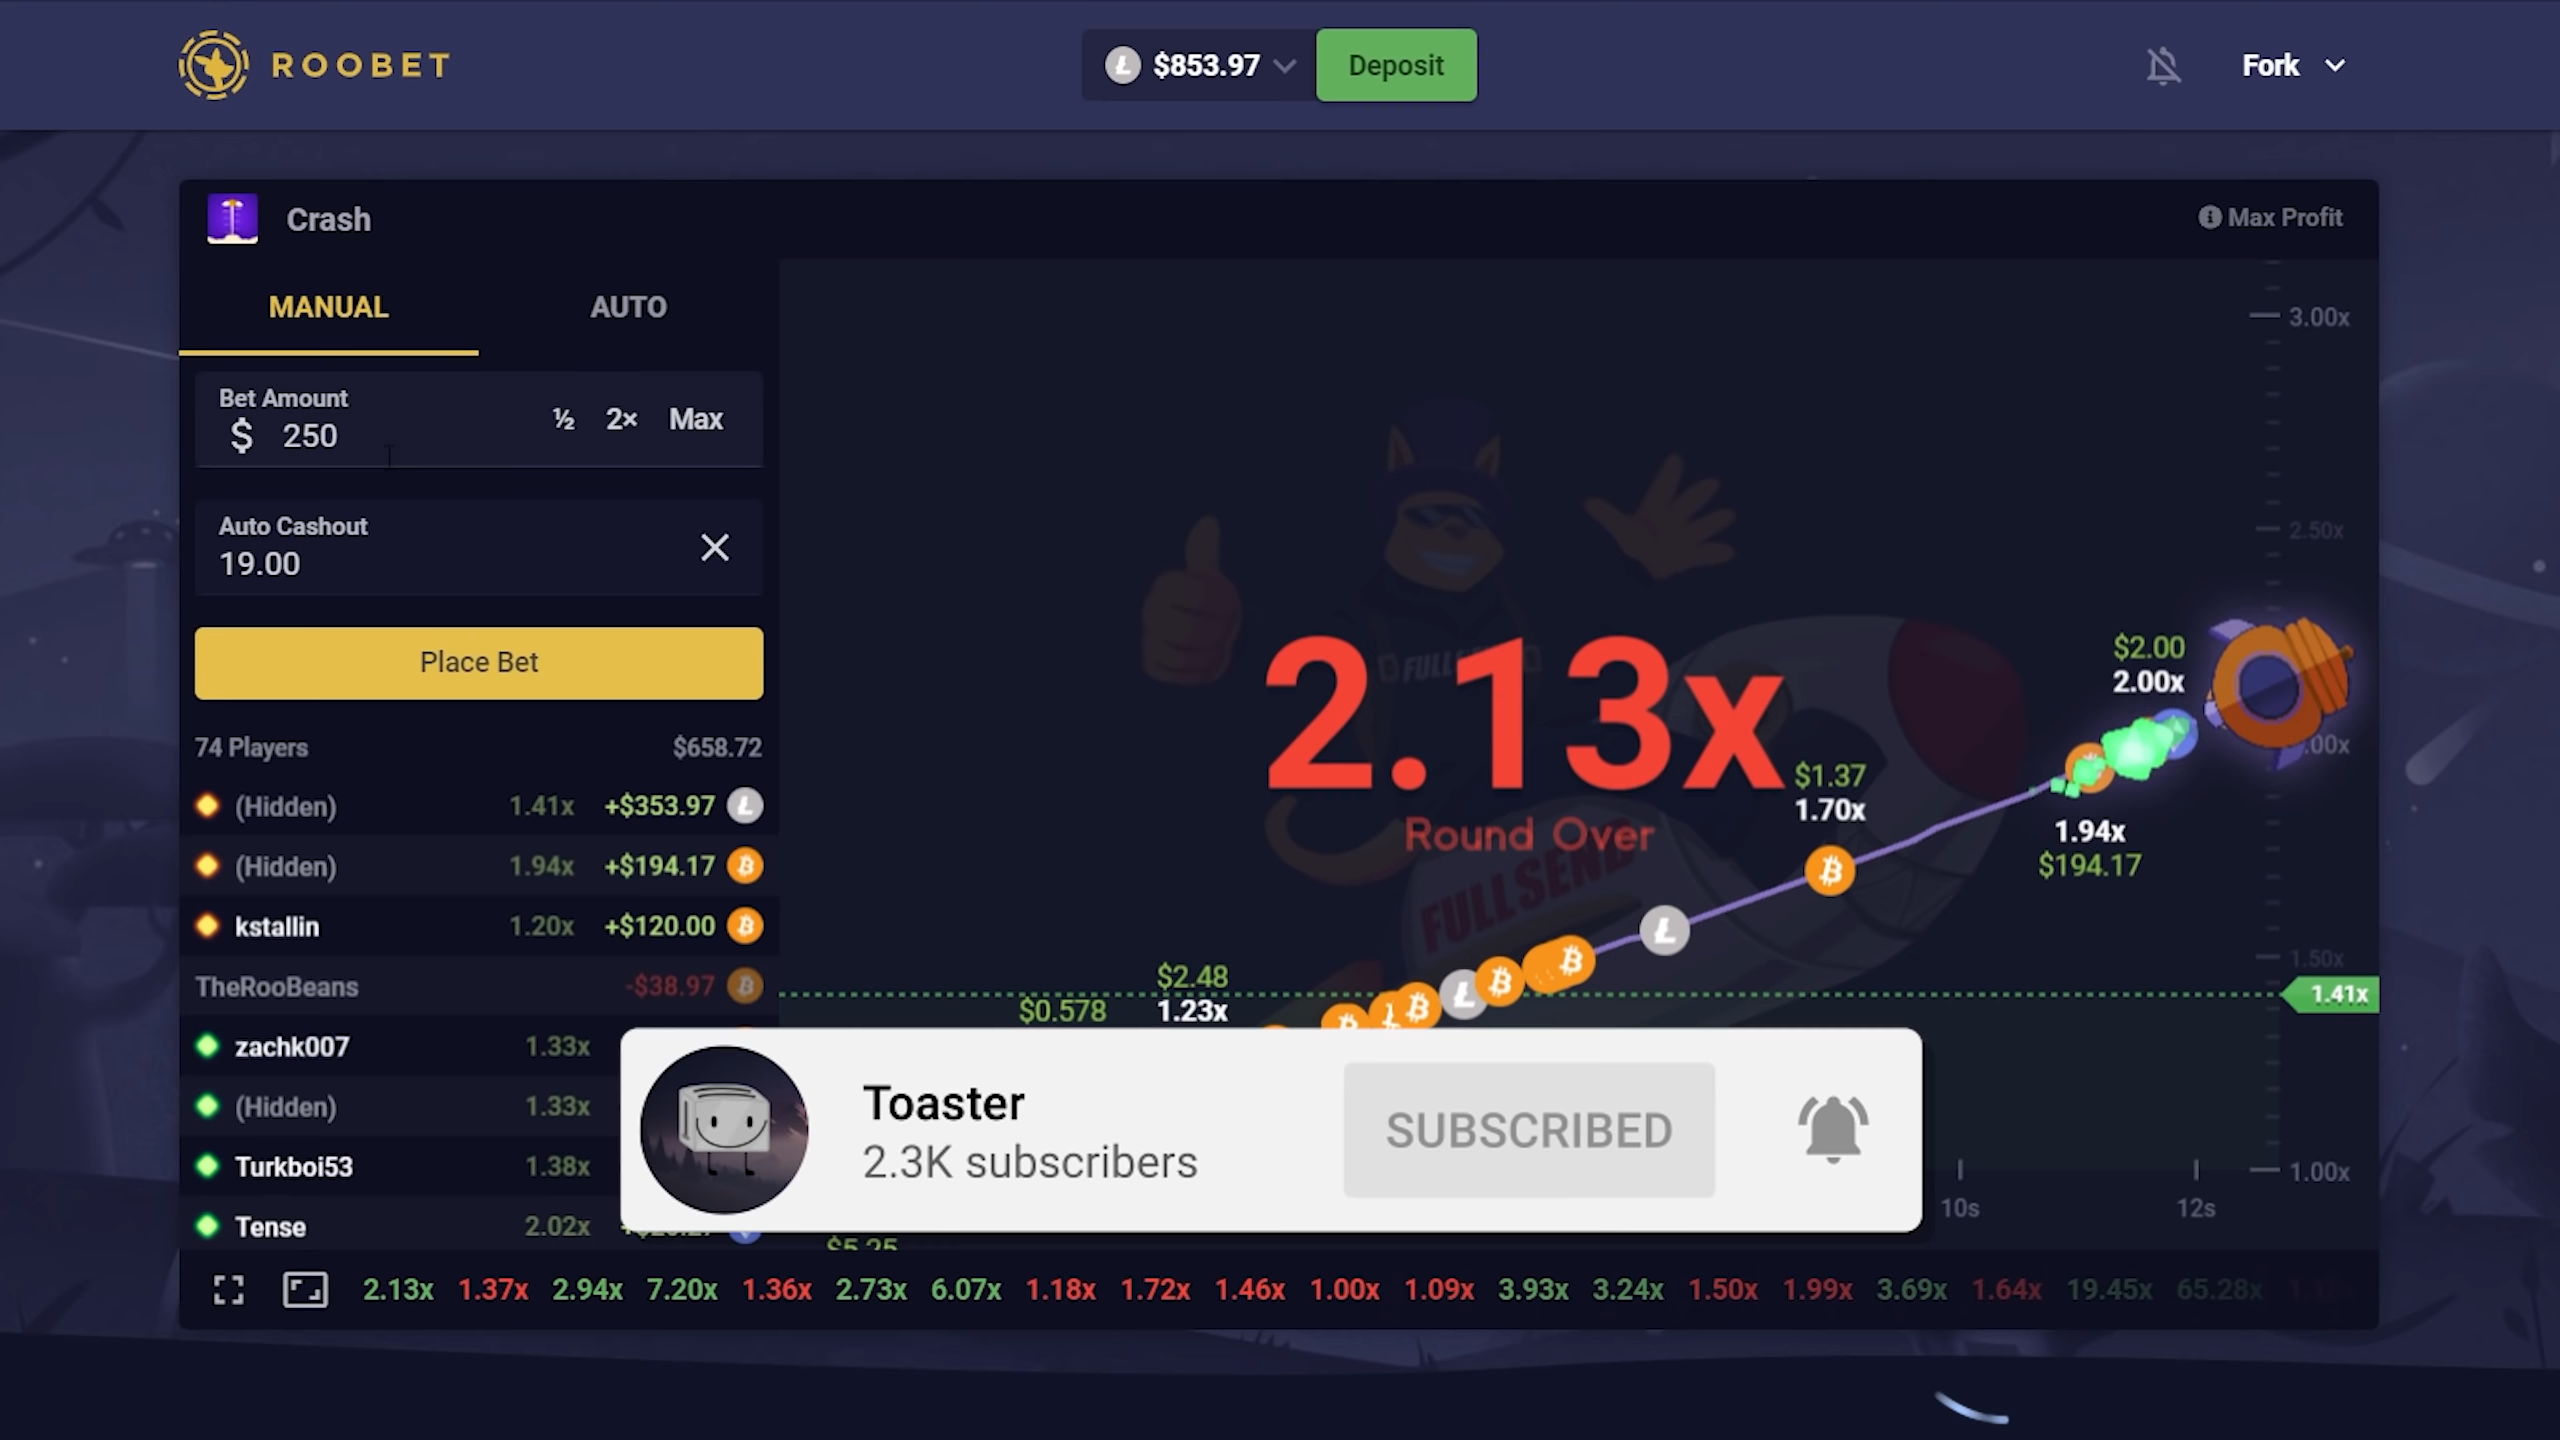 ROOBET
$853.97
Deposit
Fork
Crash
Max Profit
MANUAL
AUTO
Bet Amount
$ 250
½ 2× Max
Auto Cashout
19.00
Place Bet
74 Players $658.72
(Hidden) 1.41x +$353.97
(Hidden) 1.94x +$194.17
kstallin 1.20x +$120.00
TheRooBeans -$38.97
zachk007 1.33x
(Hidden) 1.33x
Turkboi53 1.38x
Tense 2.02x
3.00x
2.50x
.00x
1.50x
1.41x
1.00x
10s
12s
2.13x
Round Over
FULL SEND
$2.00
2.00x
$1.37
1.70x
1.94x
$194.17
$2.48
1.23x
$0.578
$5.25
Toaster
2.3K subscribers
SUBSCRIBED
2.13x 1.37x 2.94x 7.20x 1.36x 2.73x 6.07x 1.18x 1.72x 1.46x 1.00x 1.09x 3.93x 3.24x 1.50x 1.99x 3.69x 1.64x 19.45x 65.28x